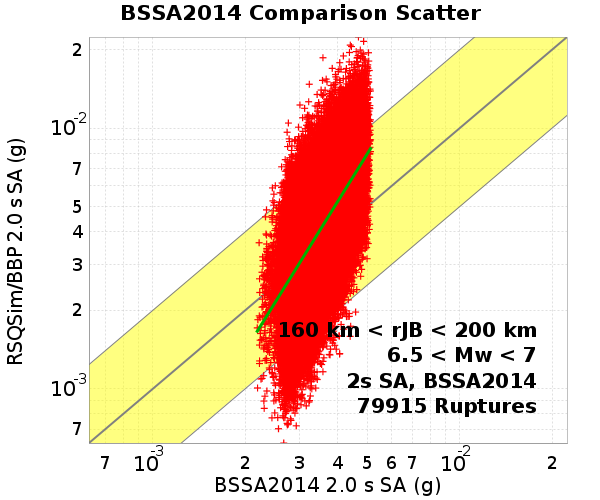 BSSA2014 Comparison Scatter
RSQSim/BBP 2.0 s SA (g)
2
10-2
7
5
4
3
2
10-3
7
160 km < rJB < 200 km
6.5 < Mw < 7
2s SA, BSSA2014
79915 Ruptures
7 10-3 2 3 4 5 6 7 10-2 2
BSSA2014 2.0 s SA (g)